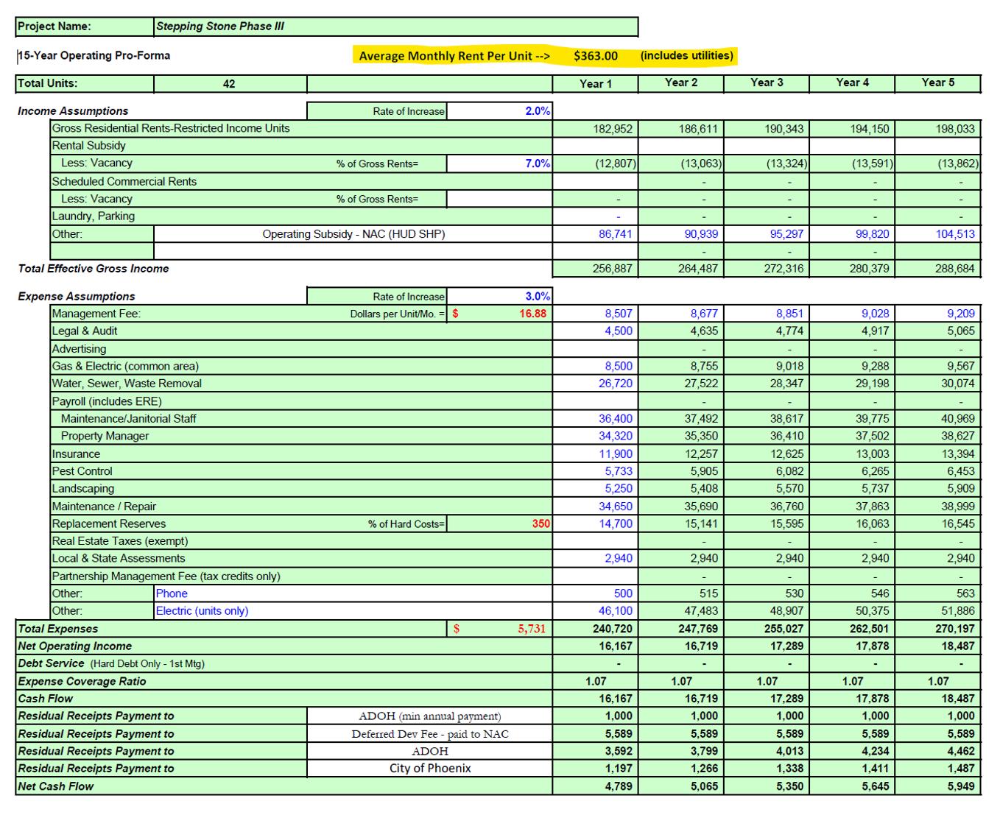 Project Name: Stepping Stone Phase III
15-Year Operating Pro-Forma Average Monthly Rent Per Unit --> $363.00 (includes utilities)
Total Units: 42 Year 1 Year 2 Year 3 Year 4 Year 5
Income Assumptions Rate of Increase 2.0%
Gross Residential Rents-Restricted Income Units 182,952 186,611 190,343 194,150 198,033
Rental Subsidy
Less: Vacancy % of Gross Rents= 7.0% (12,807) (13,063) (13,324) (13,591) (13,862)
Scheduled Commercial Rents - - - -
Less: Vacancy % of Gross Rents= - - - - -
Laundry, Parking - - - - -
Other: Operating Subsidy - NAC (HUD SHP) 86,741 90,939 95,297 99,820 104,513
- - - -
Total Effective Gross Income 256,887 264,487 272,316 280,379 288,684
Expense Assumptions Rate of Increase 3.0%
Management Fee: Dollars per Unit/Mo. = $ 16.88 8,507 8,677 8,851 9,028 9,209
Legal & Audit 4,500 4,635 4,774 4,917 5,065
Advertising - - - -
Gas & Electric (common area) 8,500 8,755 9,018 9,288 9,567
Water, Sewer, Waste Removal 26,720 27,522 28,347 29,198 30,074
Payroll (includes ERE) - - - -
Maintenance/Janitorial Staff 36,400 37,492 38,617 39,775 40,969
Property Manager 34,320 35,350 36,410 37,502 38,627
Insurance 11,900 12,257 12,625 13,003 13,394
Pest Control 5,733 5,905 6,082 6,265 6,453
Landscaping 5,250 5,408 5,570 5,737 5,909
Maintenance / Repair 34,650 35,690 36,760 37,863 38,999
Replacement Reserves % of Hard Costs= 350 14,700 15,141 15,595 16,063 16,545
Real Estate Taxes (exempt) - - - -
Local & State Assessments 2,940 2,940 2,940 2,940 2,940
Partnership Management Fee (tax credits only) - - - -
Other: Phone 500 515 530 546 563
Other: Electric (units only) 46,100 47,483 48,907 50,375 51,886
Total Expenses $ 5,731 240,720 247,769 255,027 262,501 270,197
Net Operating Income 16,167 16,719 17,289 17,878 18,487
Debt Service (Hard Debt Only - 1st Mtg) - - - - -
Expense Coverage Ratio 1.07 1.07 1.07 1.07 1.07
Cash Flow 16,167 16,719 17,289 17,878 18,487
Residual Receipts Payment to ADOH (min annual payment) 1,000 1,000 1,000 1,000 1,000
Residual Receipts Payment to Deferred Dev Fee - paid to NAC 5,589 5,589 5,589 5,589 5,589
Residual Receipts Payment to ADOH 3,592 3,799 4,013 4,234 4,462
Residual Receipts Payment to City of Phoenix 1,197 1,266 1,338 1,411 1,487
Net Cash Flow 4,789 5,065 5,350 5,645 5,949